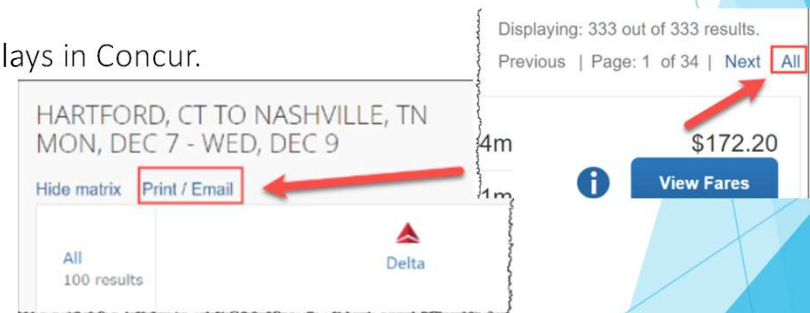 lays in Concur.
Displaying: 333 out of 333 results.
Previous | Page: 1 of 34 | Next All
HARTFORD, CT TO NASHVILLE, TN
MON, DEC 7 - WED, DEC 9
Hide matrix Print / Email
All
100 results
Delta
4m
$172.20
1m
View Fares